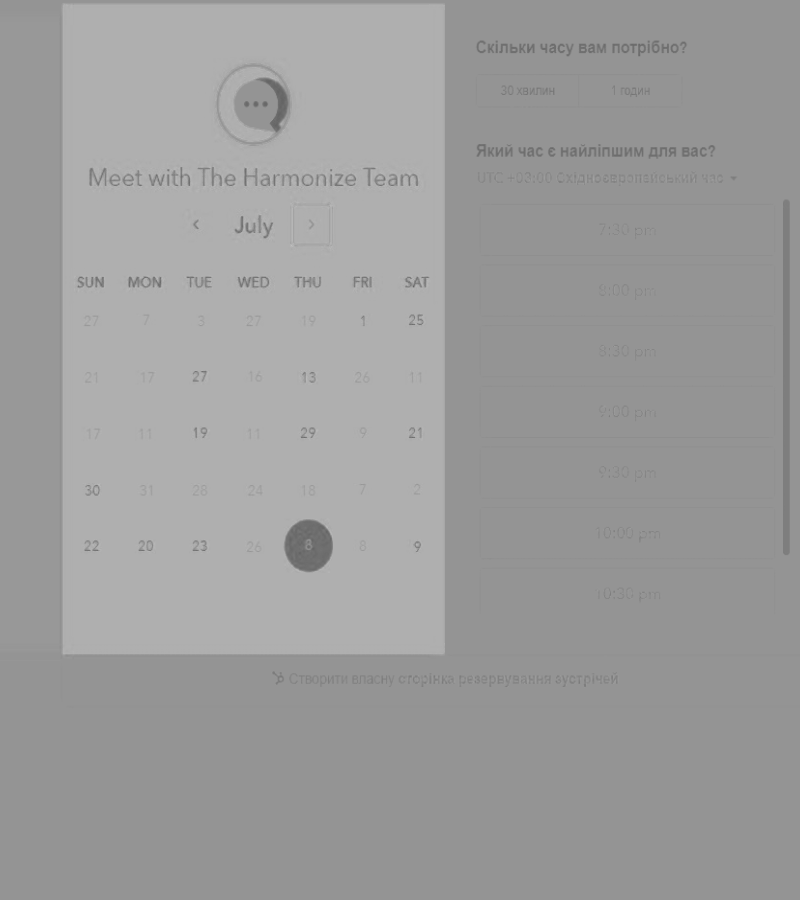 Meet with The Harmonize Team
July
SUN MON TUE WED THU FRI SAT
27 7 3 27 19 1 25
21 17 27 16 13 26 11
17 11 19 11 29 9 21
30 31 28 24 18 7 2
22 20 23 26 8 8 9
Скільки часу вам потрібно?
30 хвилин 1 годин
Який час є найліпшим для вас?
UTC +03:00 Східноєвропейський час
7:30 pm
8:00 pm
8:30 pm
9:00 pm
9:30 pm
10:00 pm
10:30 pm
Створити власну сторінка резервування зустрічей